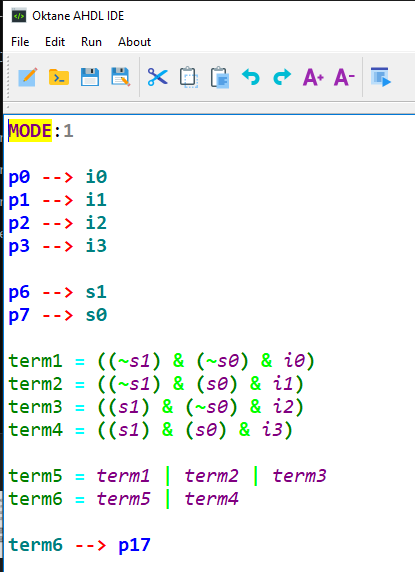 Oktane AHDL IDE
File Edit Run About
A+ A-
MODE:1
p0 --> i0
p1 --> i1
p2 --> i2
p3 --> i3
p6 --> s1
p7 --> s0
term1 = ((~s1) & (~s0) & i0)
term2 = ((~s1) & (s0) & i1)
term3 = ((s1) & (~s0) & i2)
term4 = ((s1) & (s0) & i3)
term5 = term1 | term2 | term3
term6 = term5 | term4
term6 --> p17